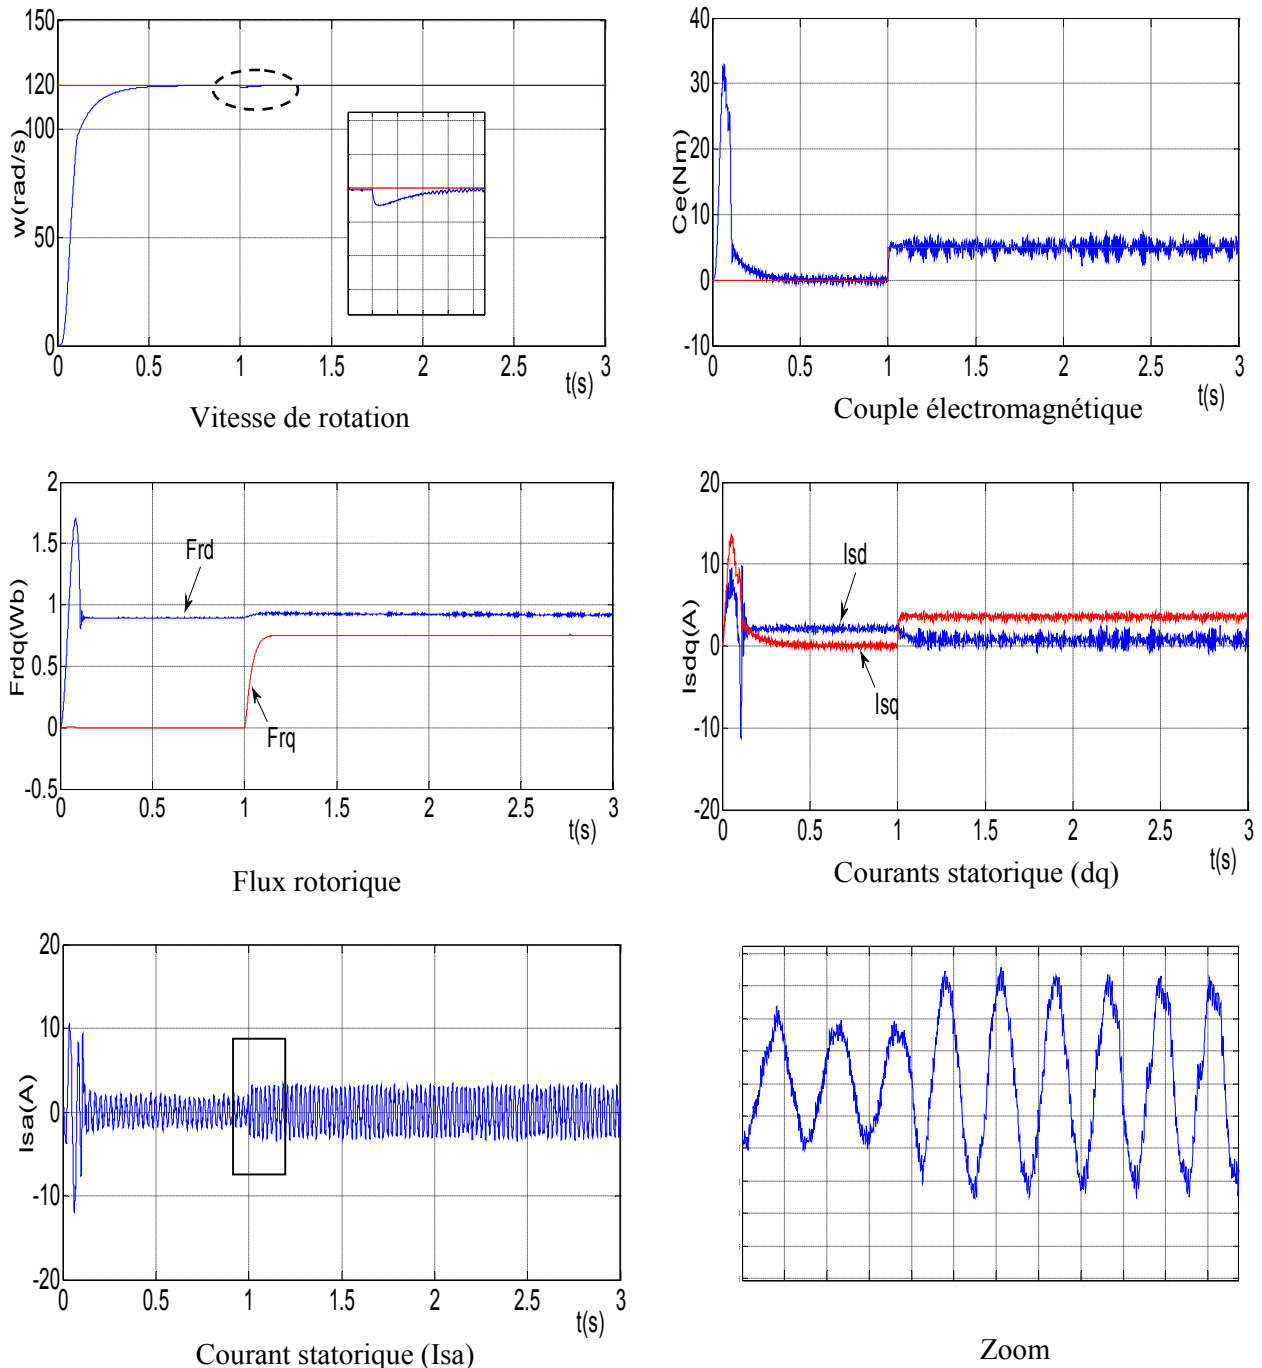 150
120
100
50
0
w(rad/s)
0 0.5 1 1.5 2 2.5 3
t(s)
Vitesse de rotation
40
30
20
10
0
-10
Ce(Nm)
0 0.5 1 1.5 2 2.5 3
t(s)
Couple électromagnétique
2
1.5
1
0.5
0
-0.5
Frdq(Wb)
Frd
Frq
0 0.5 1 1.5 2 2.5 3
t(s)
Flux rotorique
20
10
0
-10
-20
Isdq(A)
Isd
Isq
0 0.5 1 1.5 2 2.5 3
t(s)
Courants statorique (dq)
20
10
0
-10
-20
Isa(A)
0 0.5 1 1.5 2 2.5 3
t(s)
Courant statorique (Isa)
Zoom